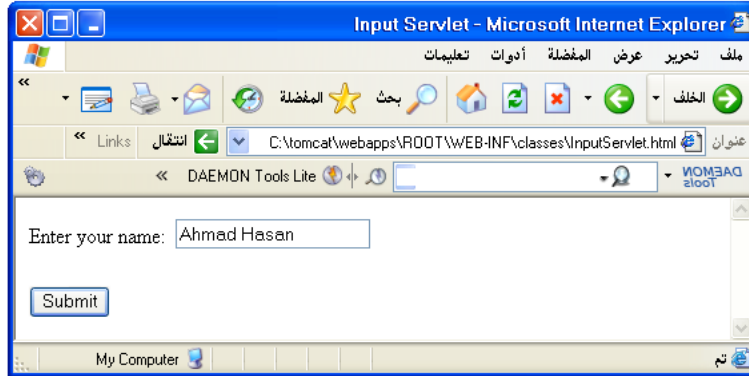 Input Servlet - Microsoft Internet Explorer
ملف تحرير عرض المفضلة أدوات تعليمات
الخلف بحث المفضلة »
عنوان C:\tomcat\webapps\ROOT\WEB-INF\classes\InputServlet.html انتقال Links »
DAEMON Tools DAEMON Tools Lite »
Enter your name: Ahmad Hasan
Submit
تم My Computer